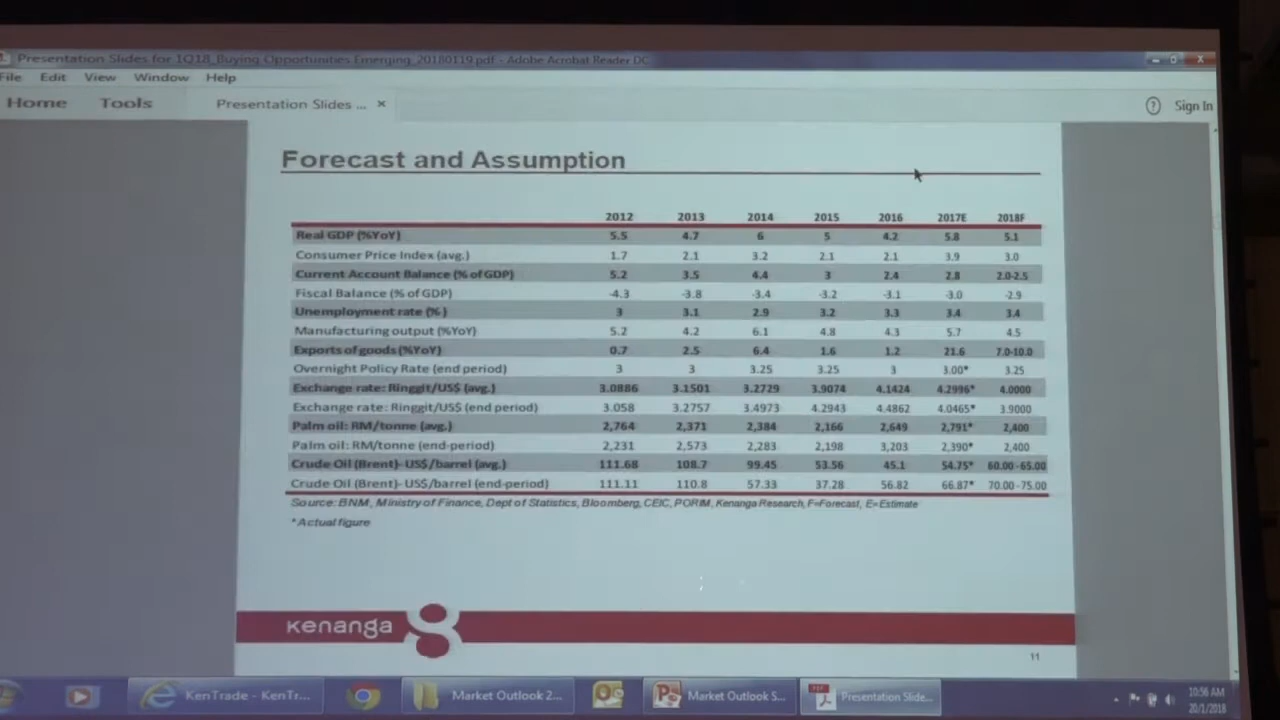 Presentation Slides for 1Q18_Buying Opportunities Emerging_20180119.pdf - Adobe Acrobat Reader DC
File Edit View Window Help
Home Tools Presentation Slides ... × ? Sign In
Forecast and Assumption
2012 2013 2014 2015 2016 2017E 2018F
Real GDP (%YoY) 5.5 4.7 6 5 4.2 5.8 5.1
Consumer Price Index (avg.) 1.7 2.1 3.2 2.1 2.1 3.9 3.0
Current Account Balance (% of GDP) 5.2 3.5 4.4 3 2.4 2.8 2.0-2.5
Fiscal Balance (% of GDP) -4.3 -3.8 -3.4 -3.2 -3.1 -3.0 -2.9
Unemployment rate (%) 3 3.1 2.9 3.2 3.3 3.4 3.4
Manufacturing output (%YoY) 5.2 4.2 6.1 4.8 4.3 5.7 4.5
Exports of goods (%YoY) 0.7 2.5 6.4 1.6 1.2 21.6 7.0-10.0
Overnight Policy Rate (end period) 3 3 3.25 3.25 3 3.00* 3.25
Exchange rate: Ringgit/US$ (avg.) 3.0886 3.1501 3.2729 3.9074 4.1424 4.2996* 4.0000
Exchange rate: Ringgit/US$ (end period) 3.058 3.2757 3.4973 4.2943 4.4862 4.0465* 3.9000
Palm oil: RM/tonne (avg.) 2,764 2,371 2,384 2,166 2,649 2,791* 2,400
Palm oil: RM/tonne (end-period) 2,231 2,573 2,283 2,198 3,203 2,390* 2,400
Crude Oil (Brent)- US$/barrel (avg.) 111.68 108.7 99.45 53.56 45.1 54.75* 60.00-65.00
Crude Oil (Brent)- US$/barrel (end-period) 111.11 110.8 57.33 37.28 56.82 66.87* 70.00-75.00
Source: BNM, Ministry of Finance, Dept of Statistics, Bloomberg, CEIC, PORIM, Kenanga Research, F=Forecast, E=Estimate
*Actual figure
kenanga
11
KenTrade - KenTr... Market Outlook 2... Market Outlook S... Presentation Slide... 10:56 AM
20/1/2018